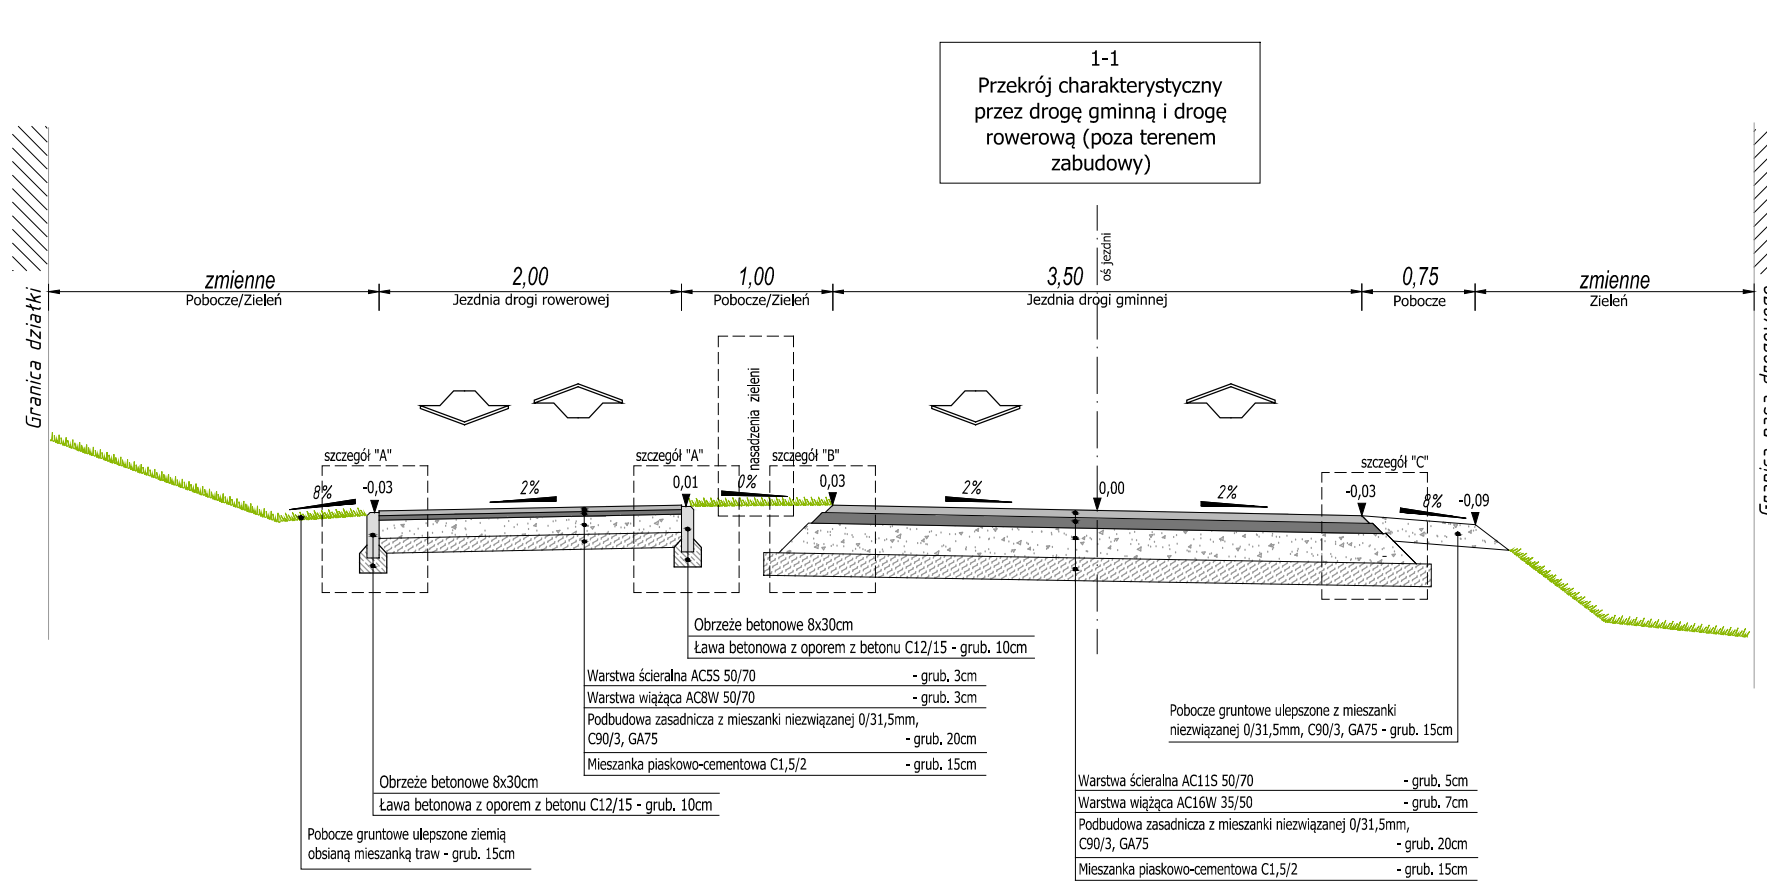 1-1
Przekrój charakterystyczny
przez drogę gminną i drogę
rowerową (poza terenem
zabudowy)
oś jezdni
zmienne
2,00
1,00
3,50
0,75
zmienne
Pobocze/Zieleń
Jezdnia drogi rowerowej
Pobocze/Zieleń
Jezdnia drogi gminnej
Pobocze
Zieleń
Granica działki
Granica pasa drogowego
nasadzenia zieleni
szczegół "A"
szczegół "A"
szczegół "B"
szczegół "C"
8%
-0,03
2%
0,01
0%
0,03
2%
0,00
2%
-0,03
8%
-0,09
Obrzeże betonowe 8x30cm
Ława betonowa z oporem z betonu C12/15 - grub. 10cm
Warstwa ścieralna AC5S 50/70 - grub. 3cm
Warstwa wiążąca AC8W 50/70 - grub. 3cm
Podbudowa zasadnicza z mieszanki niezwiązanej 0/31,5mm,
C90/3, GA75 - grub. 20cm
Mieszanka piaskowo-cementowa C1,5/2 - grub. 15cm
Obrzeże betonowe 8x30cm
Ława betonowa z oporem z betonu C12/15 - grub. 10cm
Pobocze gruntowe ulepszone ziemią
obsianą mieszanką traw - grub. 15cm
Pobocze gruntowe ulepszone z mieszanki
niezwiązanej 0/31,5mm, C90/3, GA75 - grub. 15cm
Warstwa ścieralna AC11S 50/70 - grub. 5cm
Warstwa wiążąca AC16W 35/50 - grub. 7cm
Podbudowa zasadnicza z mieszanki niezwiązanej 0/31,5mm,
C90/3, GA75 - grub. 20cm
Mieszanka piaskowo-cementowa C1,5/2 - grub. 15cm